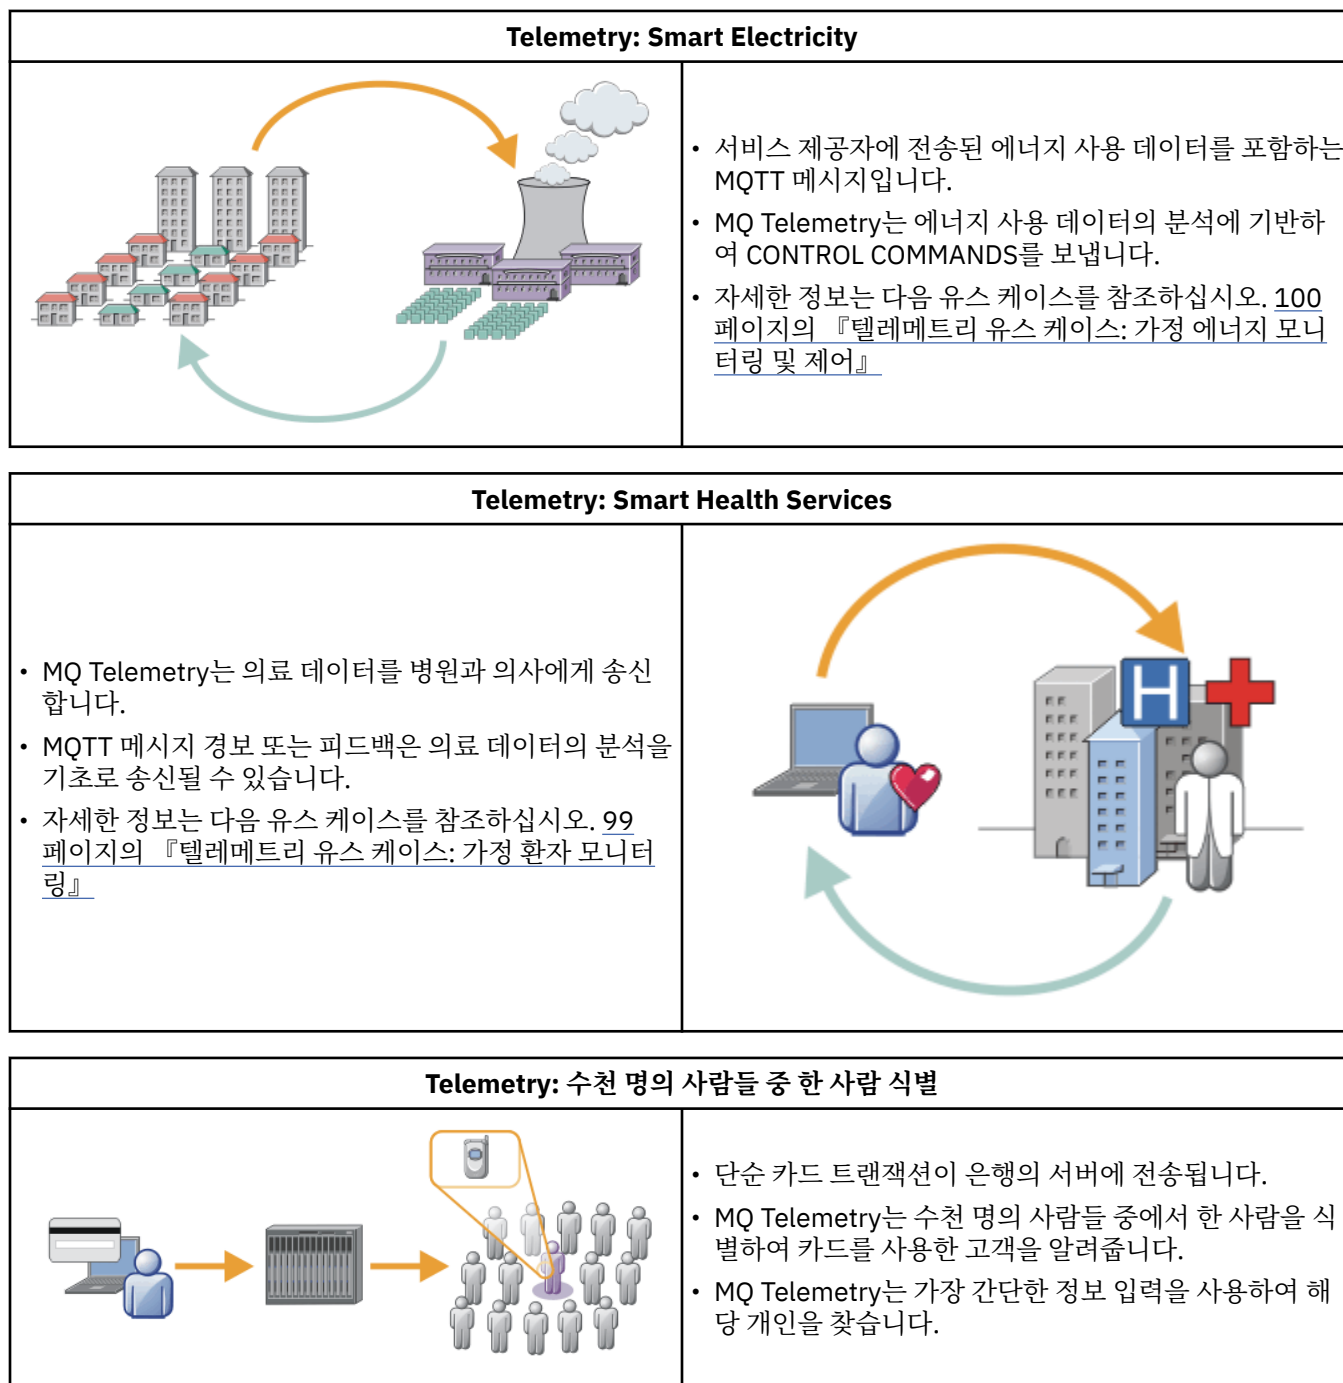 Telemetry: Smart Electricity
• 서비스 제공자에 전송된 에너지 사용 데이터를 포함하는
MQTT 메시지입니다.
• MQ Telemetry는 에너지 사용 데이터의 분석에 기반하
여 CONTROL COMMANDS를 보냅니다.
• 자세한 정보는 다음 유스 케이스를 참조하십시오. 100
페이지의 『텔레메트리 유스 케이스: 가정 에너지 모니
터링 및 제어』
Telemetry: Smart Health Services
• MQ Telemetry는 의료 데이터를 병원과 의사에게 송신
합니다.
• MQTT 메시지 경보 또는 피드백은 의료 데이터의 분석을
기초로 송신될 수 있습니다.
• 자세한 정보는 다음 유스 케이스를 참조하십시오. 99
페이지의 『텔레메트리 유스 케이스: 가정 환자 모니터
링』
H
Telemetry: 수천 명의 사람들 중 한 사람 식별
• 단순 카드 트랜잭션이 은행의 서버에 전송됩니다.
• MQ Telemetry는 수천 명의 사람들 중에서 한 사람을 식
별하여 카드를 사용한 고객을 알려줍니다.
• MQ Telemetry는 가장 간단한 정보 입력을 사용하여 해
당 개인을 찾습니다.